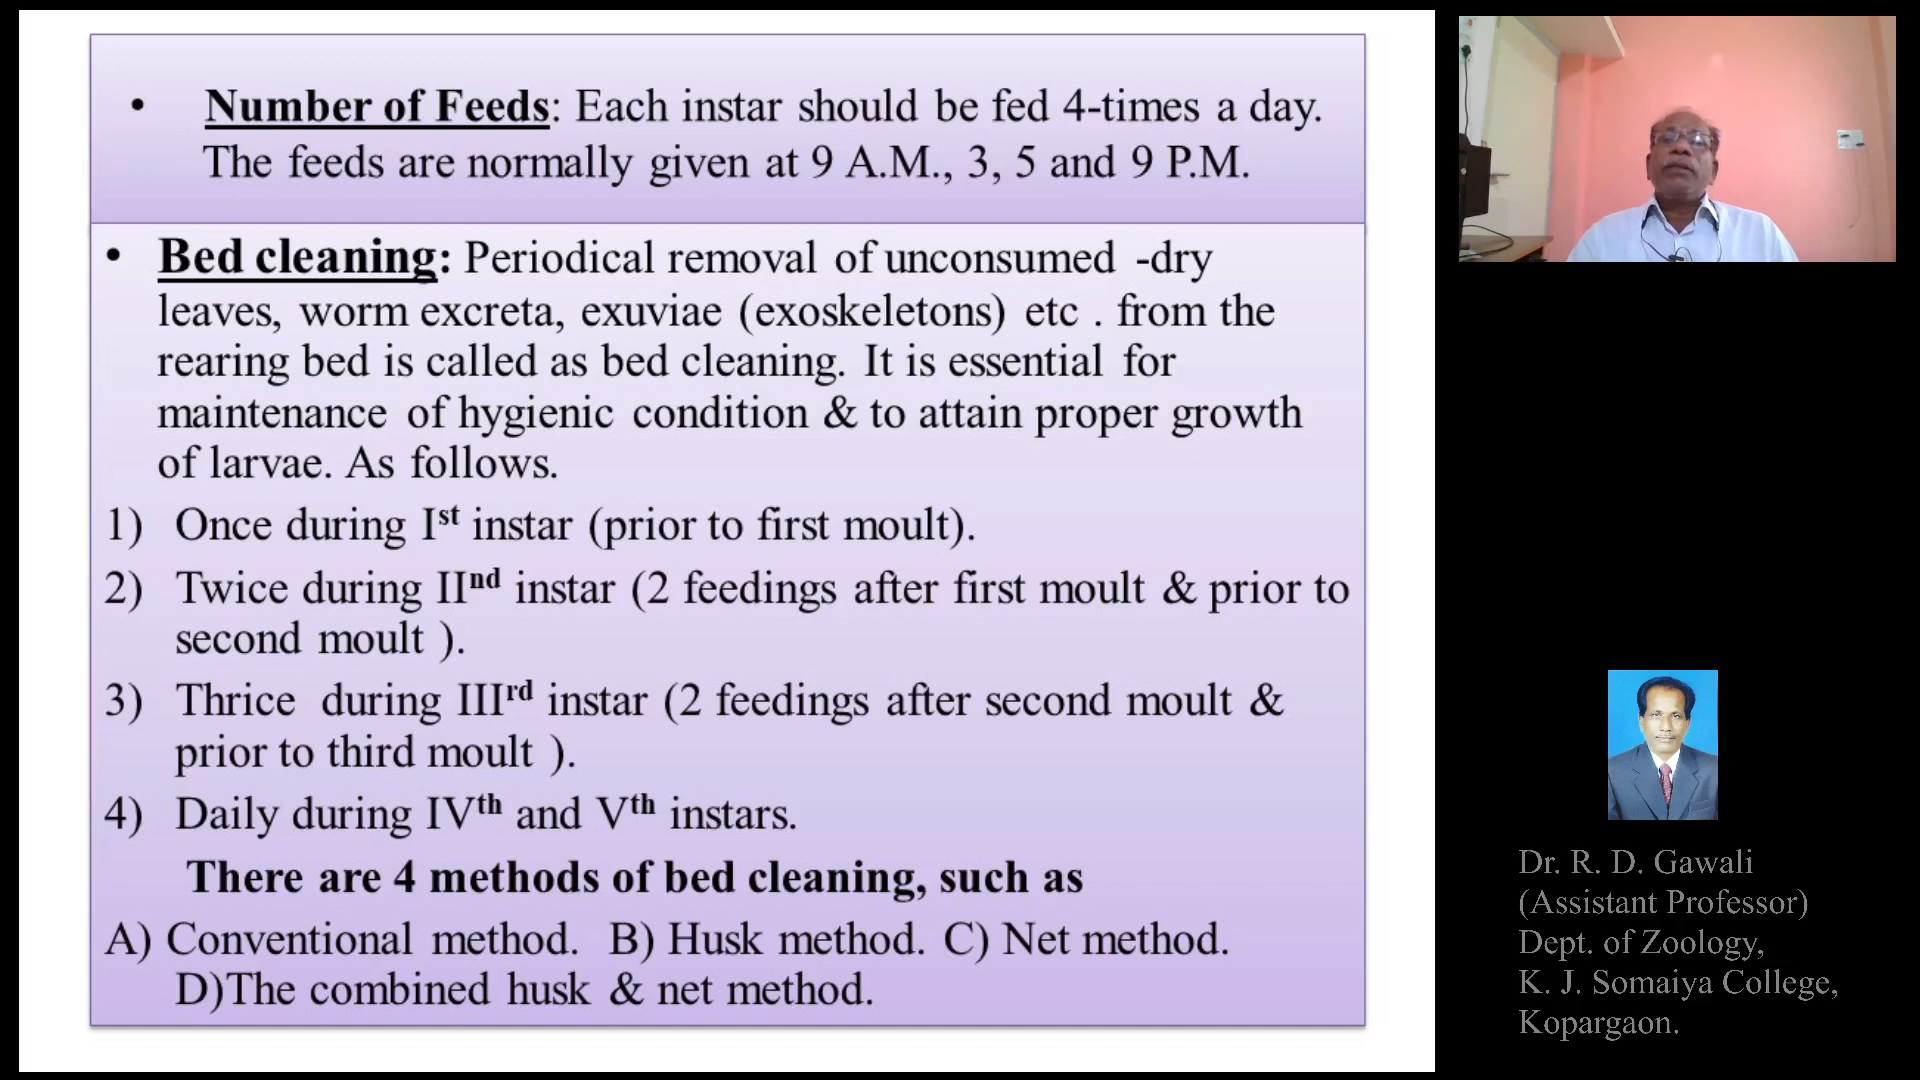 • Number of Feeds: Each instar should be fed 4-times a day.
The feeds are normally given at 9 A.M., 3, 5 and 9 P.M.
• Bed cleaning: Periodical removal of unconsumed -dry
leaves, worm excreta, exuviae (exoskeletons) etc . from the
rearing bed is called as bed cleaning. It is essential for
maintenance of hygienic condition & to attain proper growth
of larvae. As follows.
1) Once during Ist instar (prior to first moult).
2) Twice during IInd instar (2 feedings after first moult & prior to
second moult ).
3) Thrice during IIIrd instar (2 feedings after second moult &
prior to third moult ).
4) Daily during IVth and Vth instars.
There are 4 methods of bed cleaning, such as
A) Conventional method. B) Husk method. C) Net method.
D)The combined husk & net method.
Dr. R. D. Gawali
(Assistant Professor)
Dept. of Zoology,
K. J. Somaiya College,
Kopargaon.